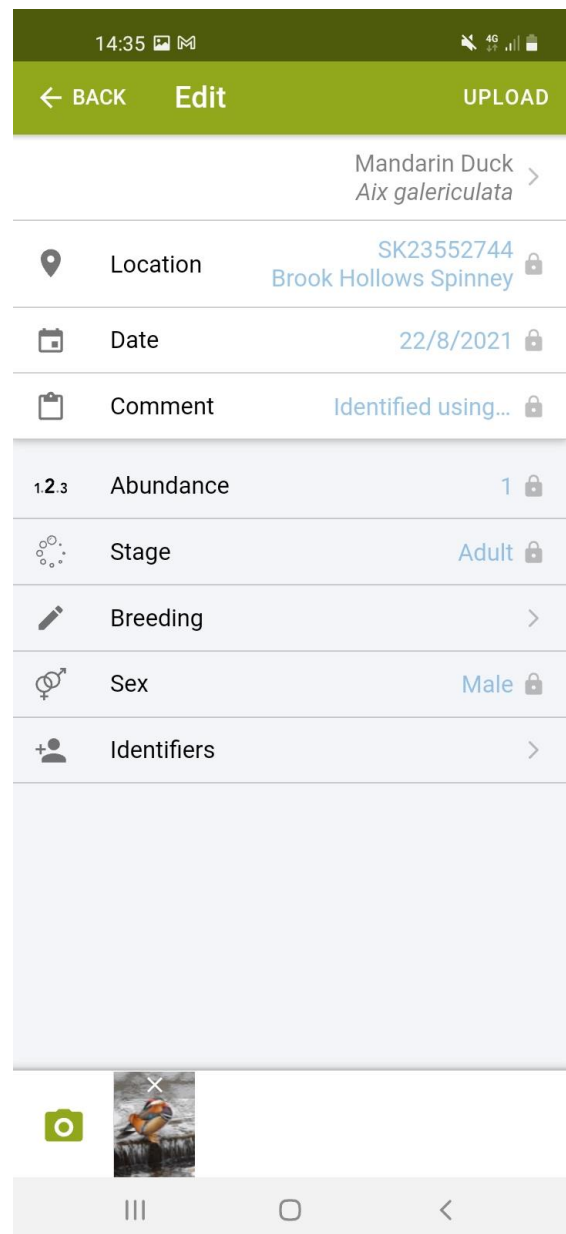 14:35 4G
← BACK Edit UPLOAD
Mandarin Duck
Aix galericulata
Location SK23552744
Brook Hollows Spinney
Date 22/8/2021
Comment Identified using...
1.2.3 Abundance 1
Stage Adult
Breeding
Sex Male
Identifiers